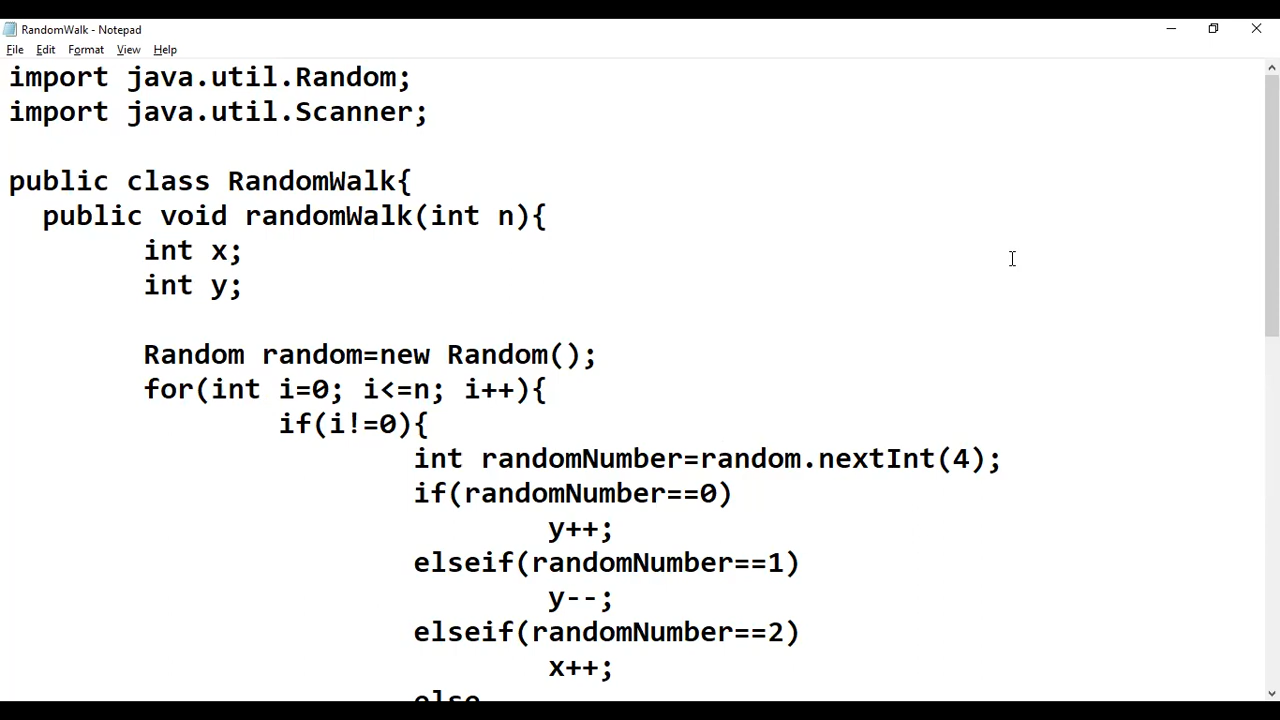 RandomWalk - Notepad
File Edit Format View Help
import java.util.Random;
import java.util.Scanner;
public class RandomWalk{
public void randomWalk(int n){
int x;
int y;
Random random=new Random();
for(int i=0; i<=n; i++){
if(i!=0){
int randomNumber=random.nextInt(4);
if(randomNumber==0)
y++;
elseif(randomNumber==1)
y--;
elseif(randomNumber==2)
x++;
else